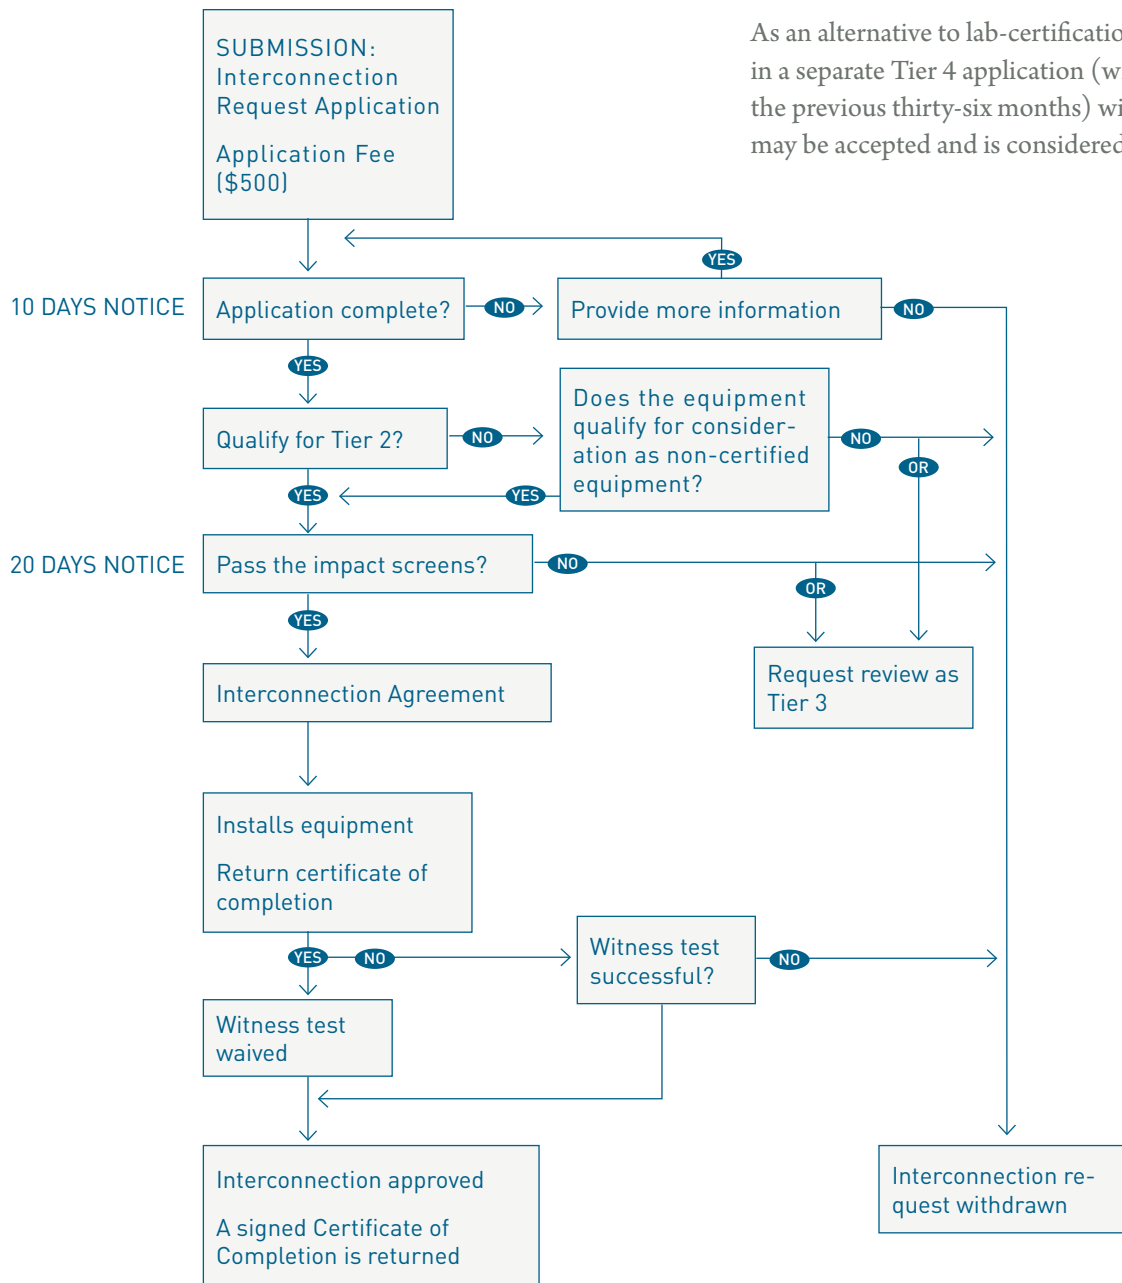 SUBMISSION:
Interconnection
Request Application
Application Fee
($500)
As an alternative to lab-certificatio
in a separate Tier 4 application (w
the previous thirty-six months) wi
may be accepted and is considered
YES
10 DAYS NOTICE
Application complete?
NO
Provide more information
NO
YES
Qualify for Tier 2?
NO
Does the equipment
qualify for consider-
ation as non-certified
equipment?
NO
OR
YES
YES
20 DAYS NOTICE
Pass the impact screens?
NO
OR
YES
Interconnection Agreement
Request review as
Tier 3
Installs equipment
Return certificate of
completion
YES
NO
Witness test
successful?
NO
Witness test
waived
Interconnection approved
A signed Certificate of
Completion is returned
Interconnection re-
quest withdrawn